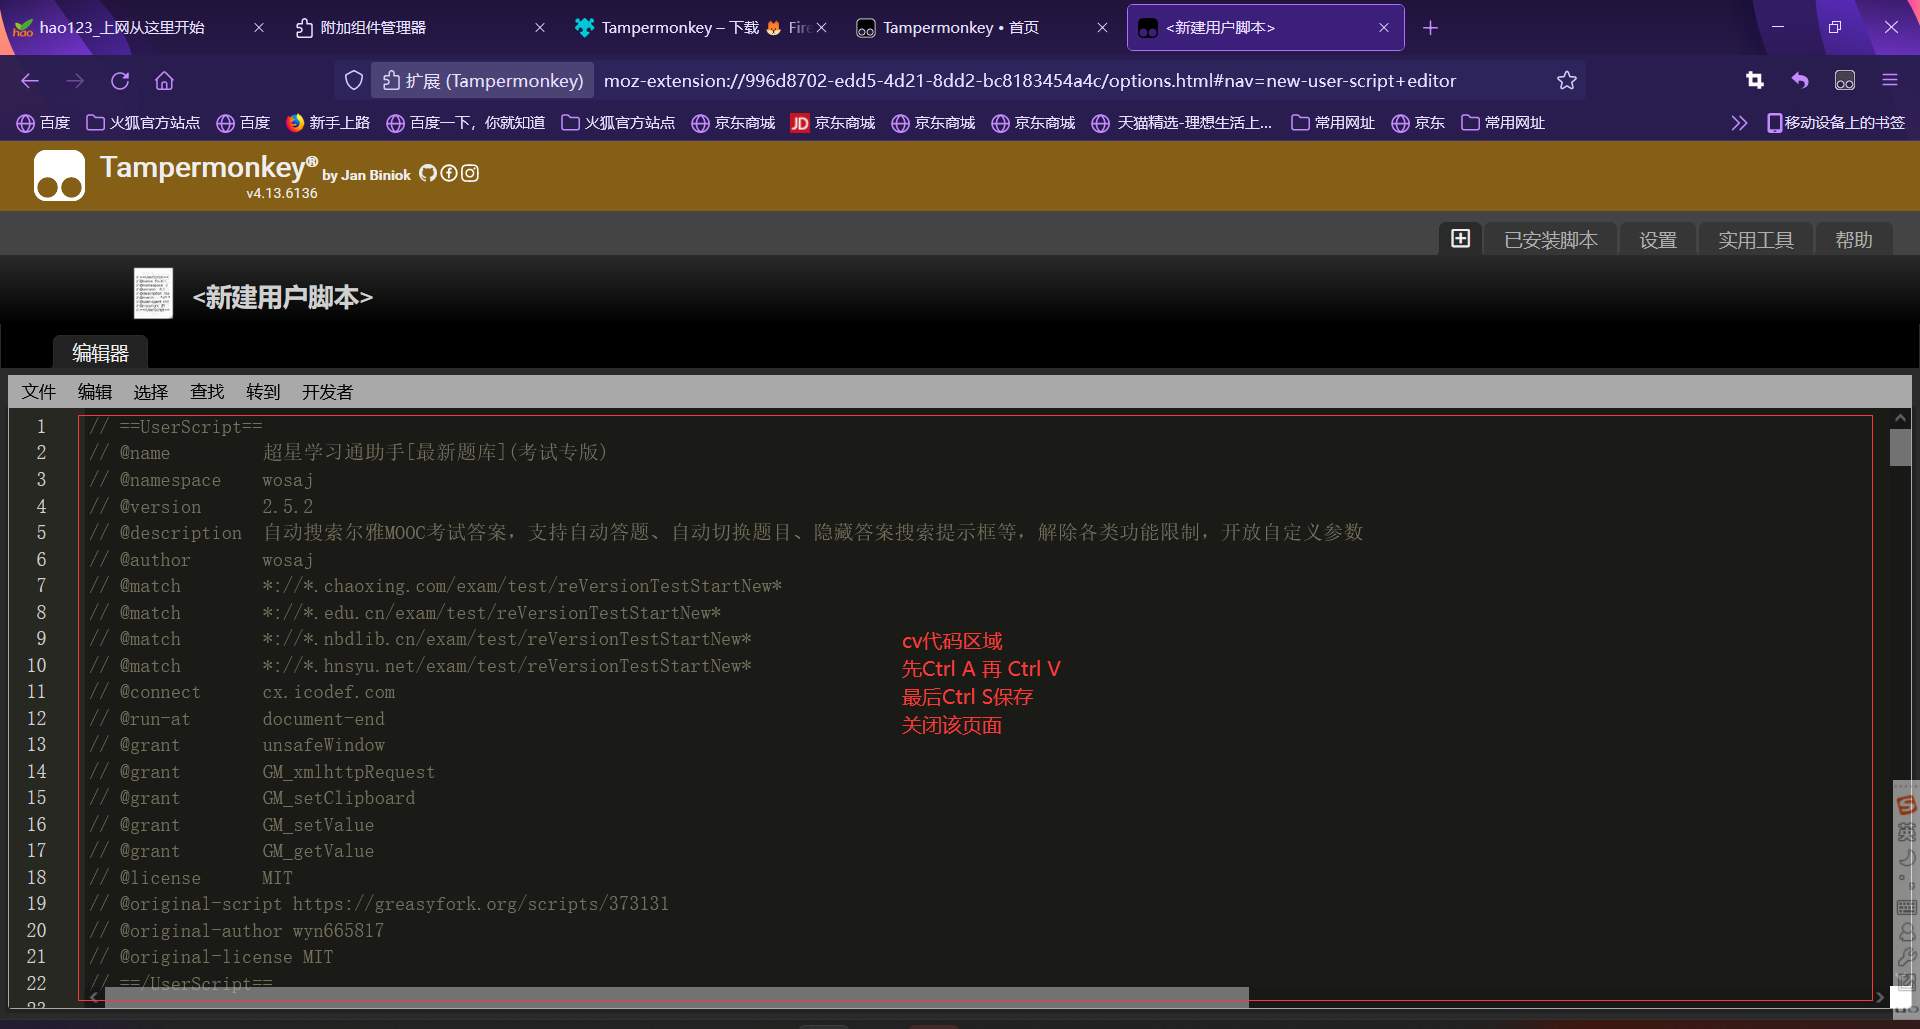 hao123_上网从这里开始
附加组件管理器
Tampermonkey – 下载 🦊 Fire
Tampermonkey • 首页
<新建用户脚本>
扩展 (Tampermonkey)
moz-extension://996d8702-edd5-4d21-8dd2-bc8183454a4c/options.html#nav=new-user-script+editor
百度
火狐官方站点
百度
新手上路
百度一下，你就知道
火狐官方站点
京东商城
JD 京东商城
京东商城
京东商城
天猫精选-理想生活上...
常用网址
京东
常用网址
移动设备上的书签
Tampermonkey® by Jan Biniok
v4.13.6136
已安装脚本
设置
实用工具
帮助
<新建用户脚本>
编辑器
文件 编辑 选择 查找 转到 开发者
1 // ==UserScript==
2 // @name 超星学习通助手[最新题库](考试专版)
3 // @namespace wosaj
4 // @version 2.5.2
5 // @description 自动搜索尔雅MOOC考试答案，支持自动答题、自动切换题目、隐藏答案搜索提示框等，解除各类功能限制，开放自定义参数
6 // @author wosaj
7 // @match *://*.chaoxing.com/exam/test/reVersionTestStartNew*
8 // @match *://*.edu.cn/exam/test/reVersionTestStartNew*
9 // @match *://*.nbdlib.cn/exam/test/reVersionTestStartNew*
10 // @match *://*.hnsyu.net/exam/test/reVersionTestStartNew*
11 // @connect cx.icodef.com
12 // @run-at document-end
13 // @grant unsafeWindow
14 // @grant GM_xmlhttpRequest
15 // @grant GM_setClipboard
16 // @grant GM_setValue
17 // @grant GM_getValue
18 // @license MIT
19 // @original-script https://greasyfork.org/scripts/373131
20 // @original-author wyn665817
21 // @original-license MIT
22 // ==/UserScript==
23
cv代码区域
先Ctrl A 再 Ctrl V
最后Ctrl S保存
关闭该页面
英